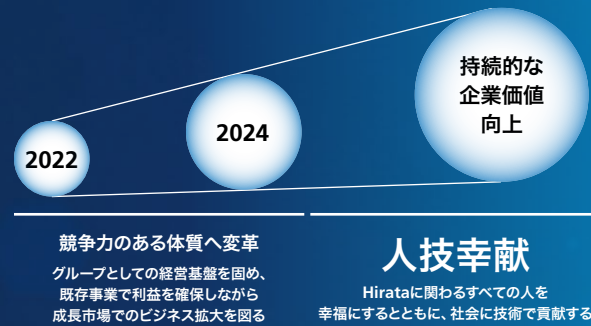 2022
2024
持続的な
企業価値
向上
競争力のある体質へ変革
グループとしての経営基盤を固め、
既存事業で利益を確保しながら
成長市場でのビジネス拡大を図る
人技幸献
Hirataに関わるすべての人を
幸福にするとともに、社会に技術で貢献する